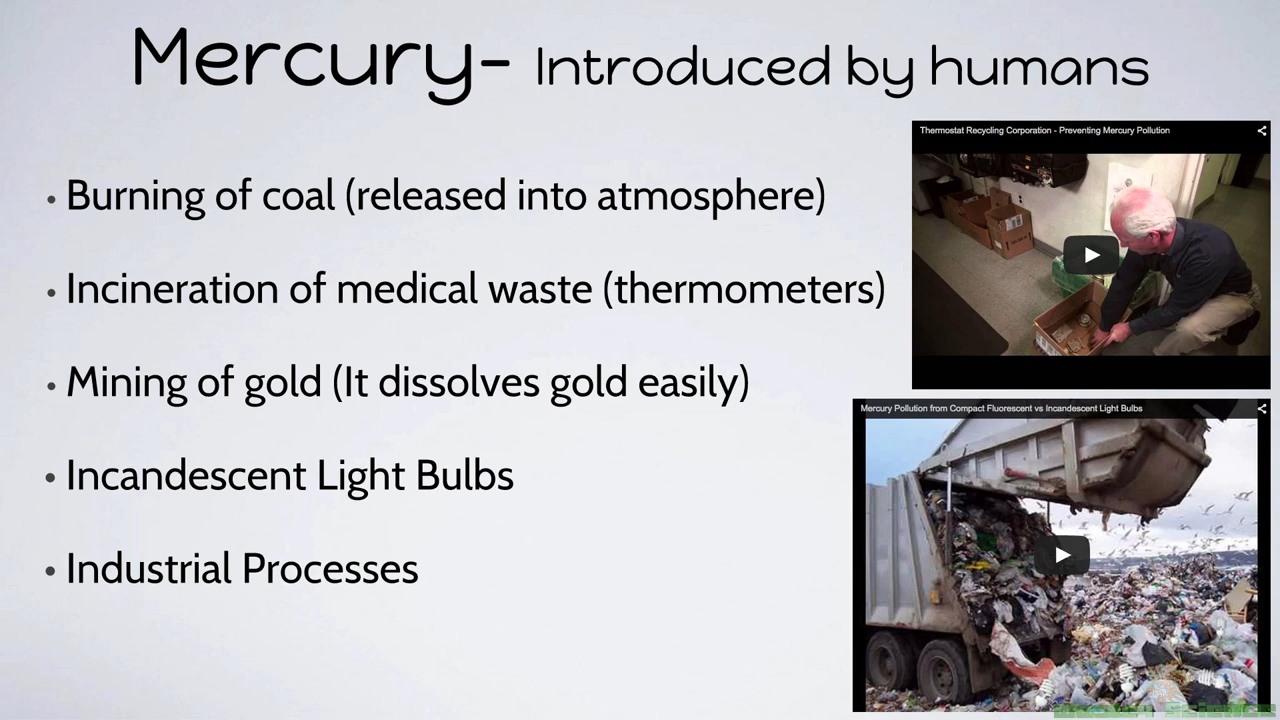 Mercury- Introduced by humans
• Burning of coal (released into atmosphere)
• Incineration of medical waste (thermometers)
• Mining of gold (It dissolves gold easily)
• Incandescent Light Bulbs
• Industrial Processes
Thermostat Recycling Corporation - Preventing Mercury Pollution
Mercury Pollution from Compact Fluorescent vs Incandescent Light Bulbs